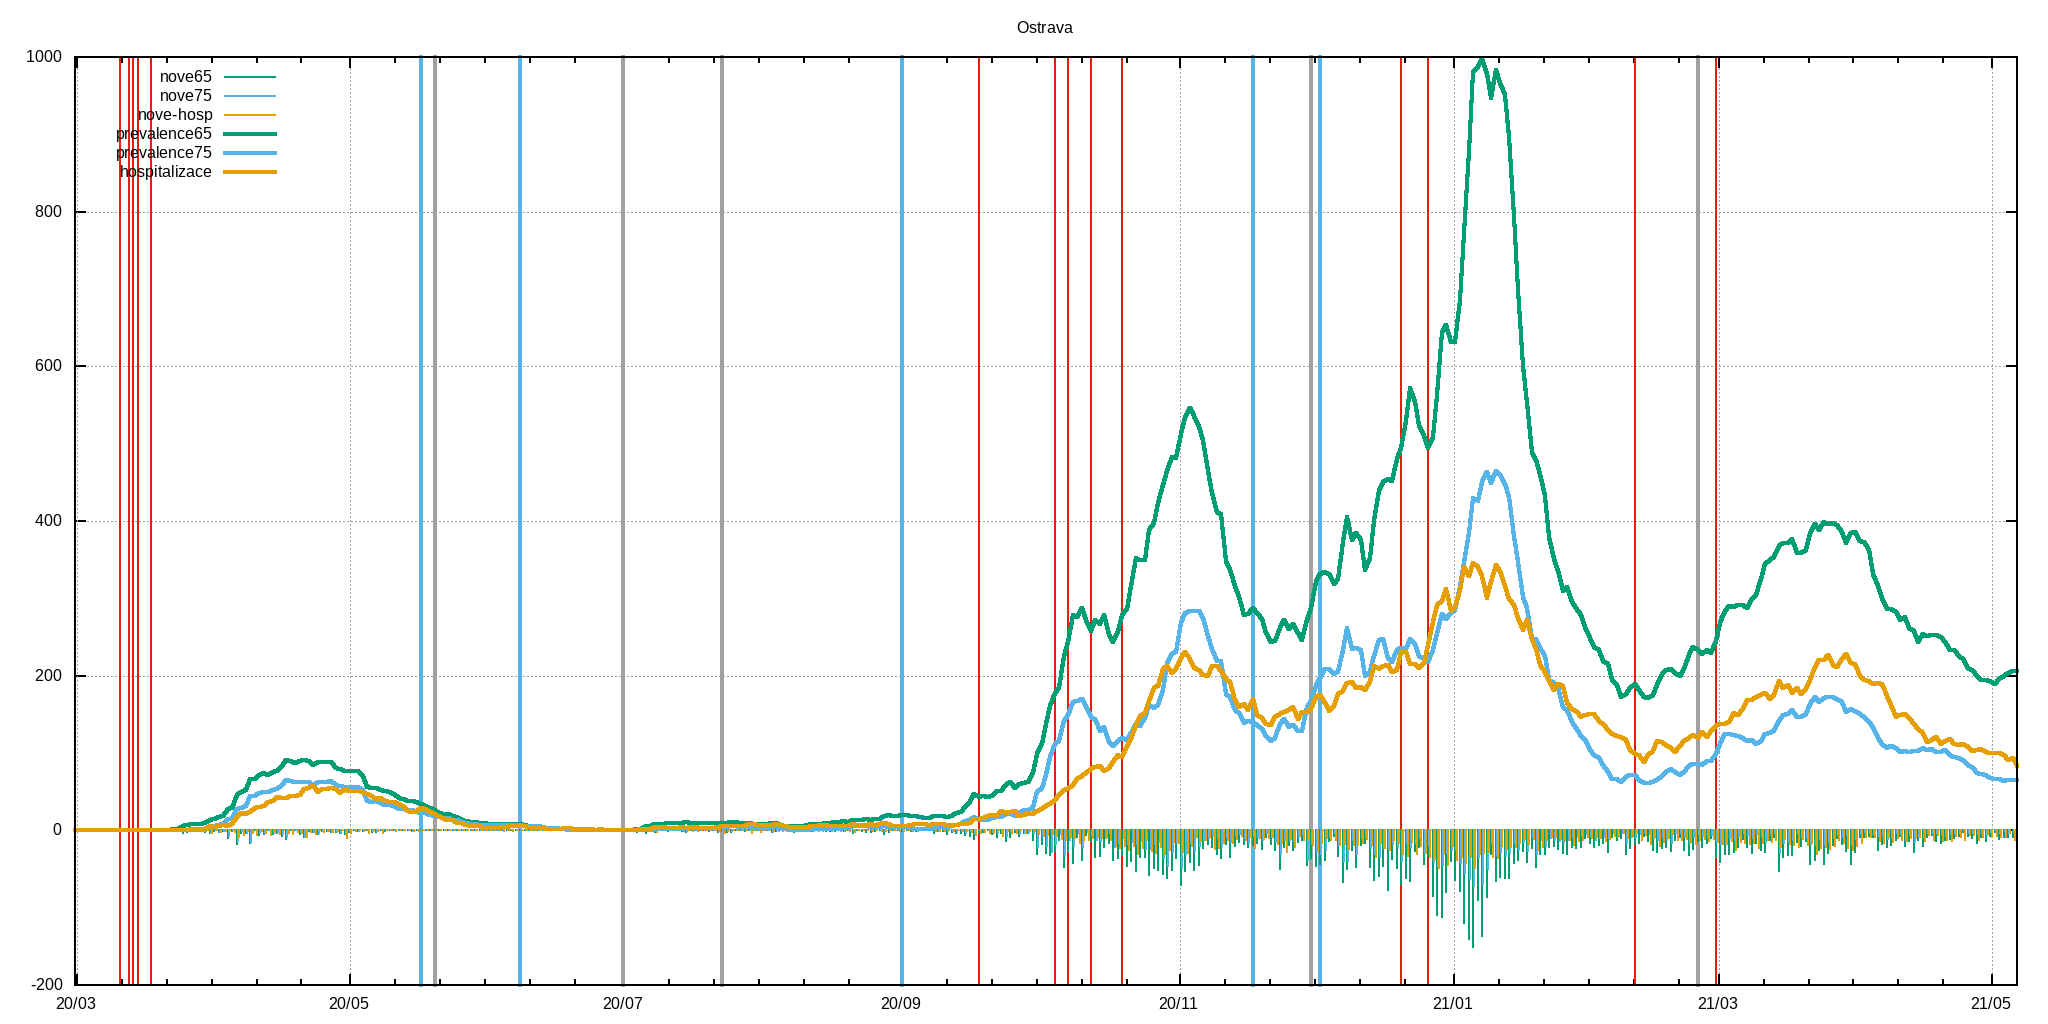 Ostrava
1000
800
600
400
200
0
-200
nove65
nove75
nove-hosp
prevalence65
prevalence75
hospitalizace
20/03 20/05 20/07 20/09 20/11 21/01 21/03 21/05